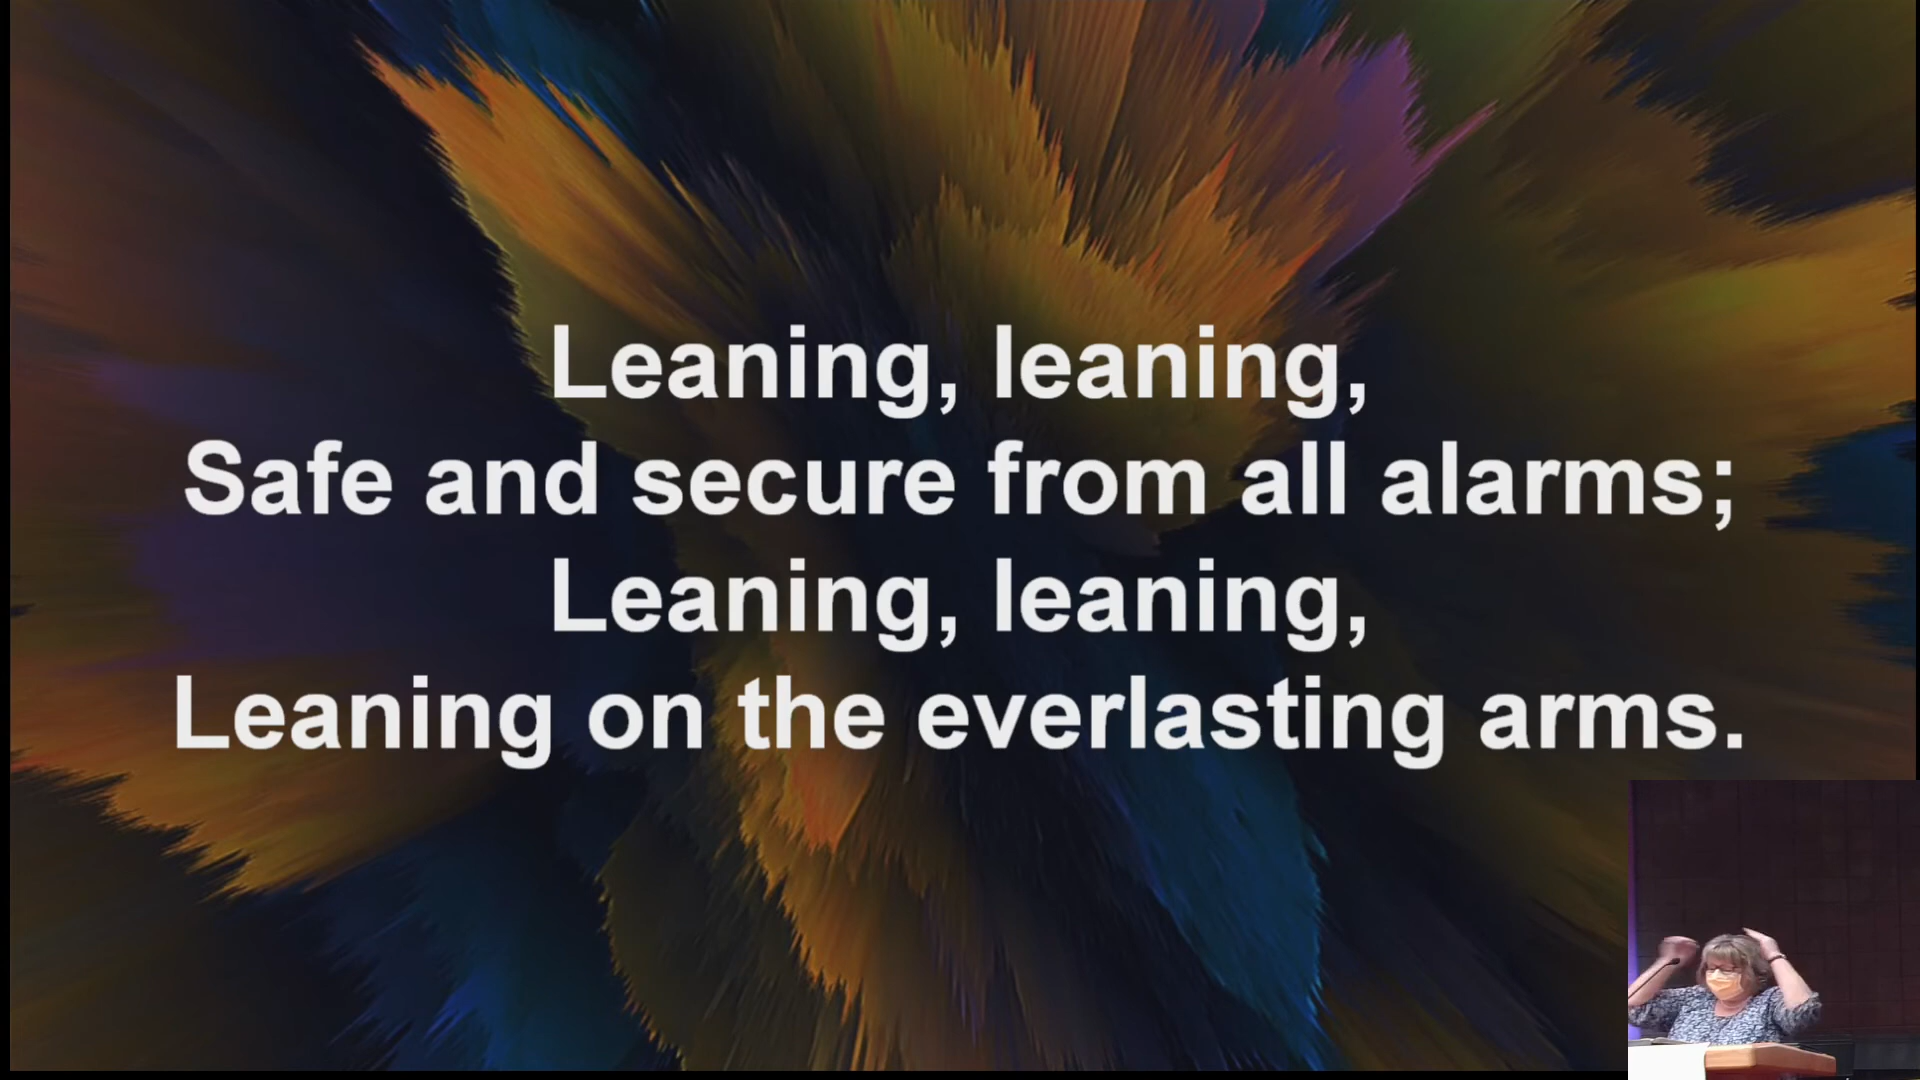 Leaning, leaning,
Safe and secure from all alarms;
Leaning, leaning,
Leaning on the everlasting arms.